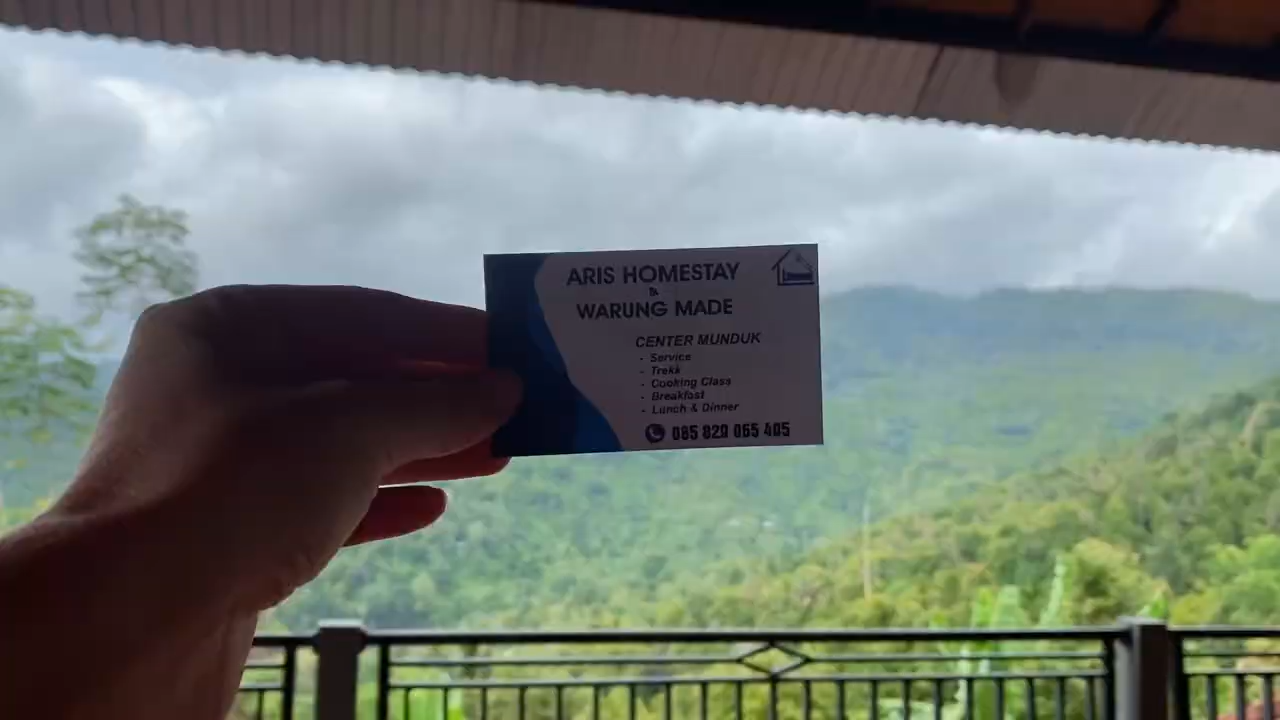 ARIS HOMESTAY
&
WARUNG MADE
CENTER MUNDUK
- Service
- Trekk
- Cooking Class
- Breakfast
- Lunch & Dinner
085 820 065 405